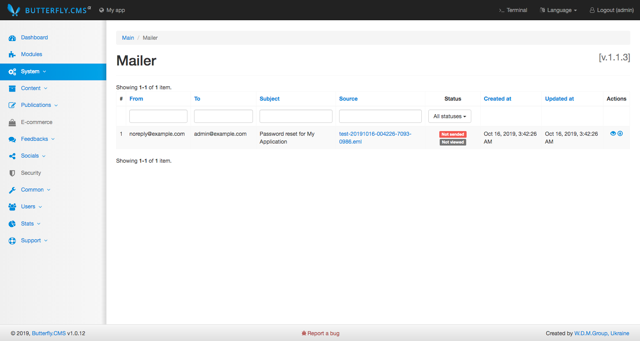 BUTTERFLY.CMS
My app
Terminal
Language
Logout (admin)
Dashboard
Modules
System
Content
Publications
E-commerce
Feedbacks
Socials
Security
Common
Users
Stats
Support
Main / Mailer
Mailer
[v.1.1.3]
Showing 1-1 of 1 item.
# From To Subject Source Status Created at Updated at Actions
All statuses
1 noreply@example.com admin@example.com Password reset for My Application test-20191016-004226-7093-0986.eml Not sended Not viewed Oct 16, 2019, 3:42:26 AM Oct 16, 2019, 3:42:26 AM
Showing 1-1 of 1 item.
© 2019, Butterfly.CMS v1.0.12
Report a bug
Created by W.D.M.Group, Ukraine